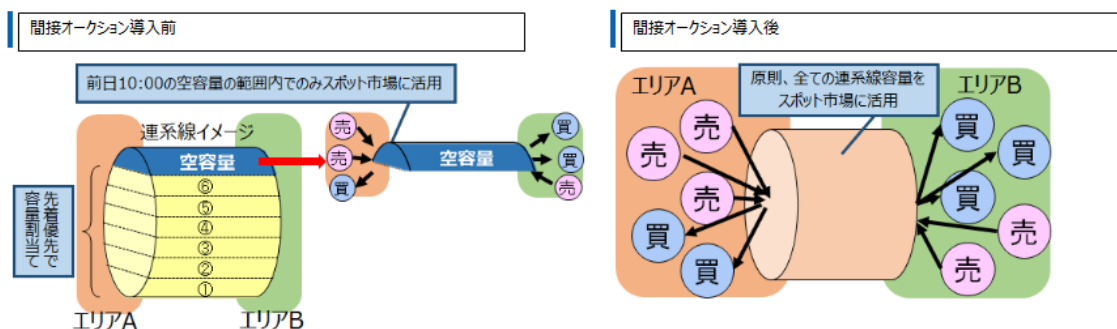 間接オークション導入前
前日10:00の空容量の範囲内でのみスポット市場に活用
連系線イメージ
空容量
⑥
⑤
④
③
②
①
先着優先で
容量割当て
エリアA
エリアB
売
売
買
空容量
買
買
売
間接オークション導入後
エリアA
原則、全ての連系線容量を
スポット市場に活用
エリアB
売
売
売
買
買
買
買
買
売
売